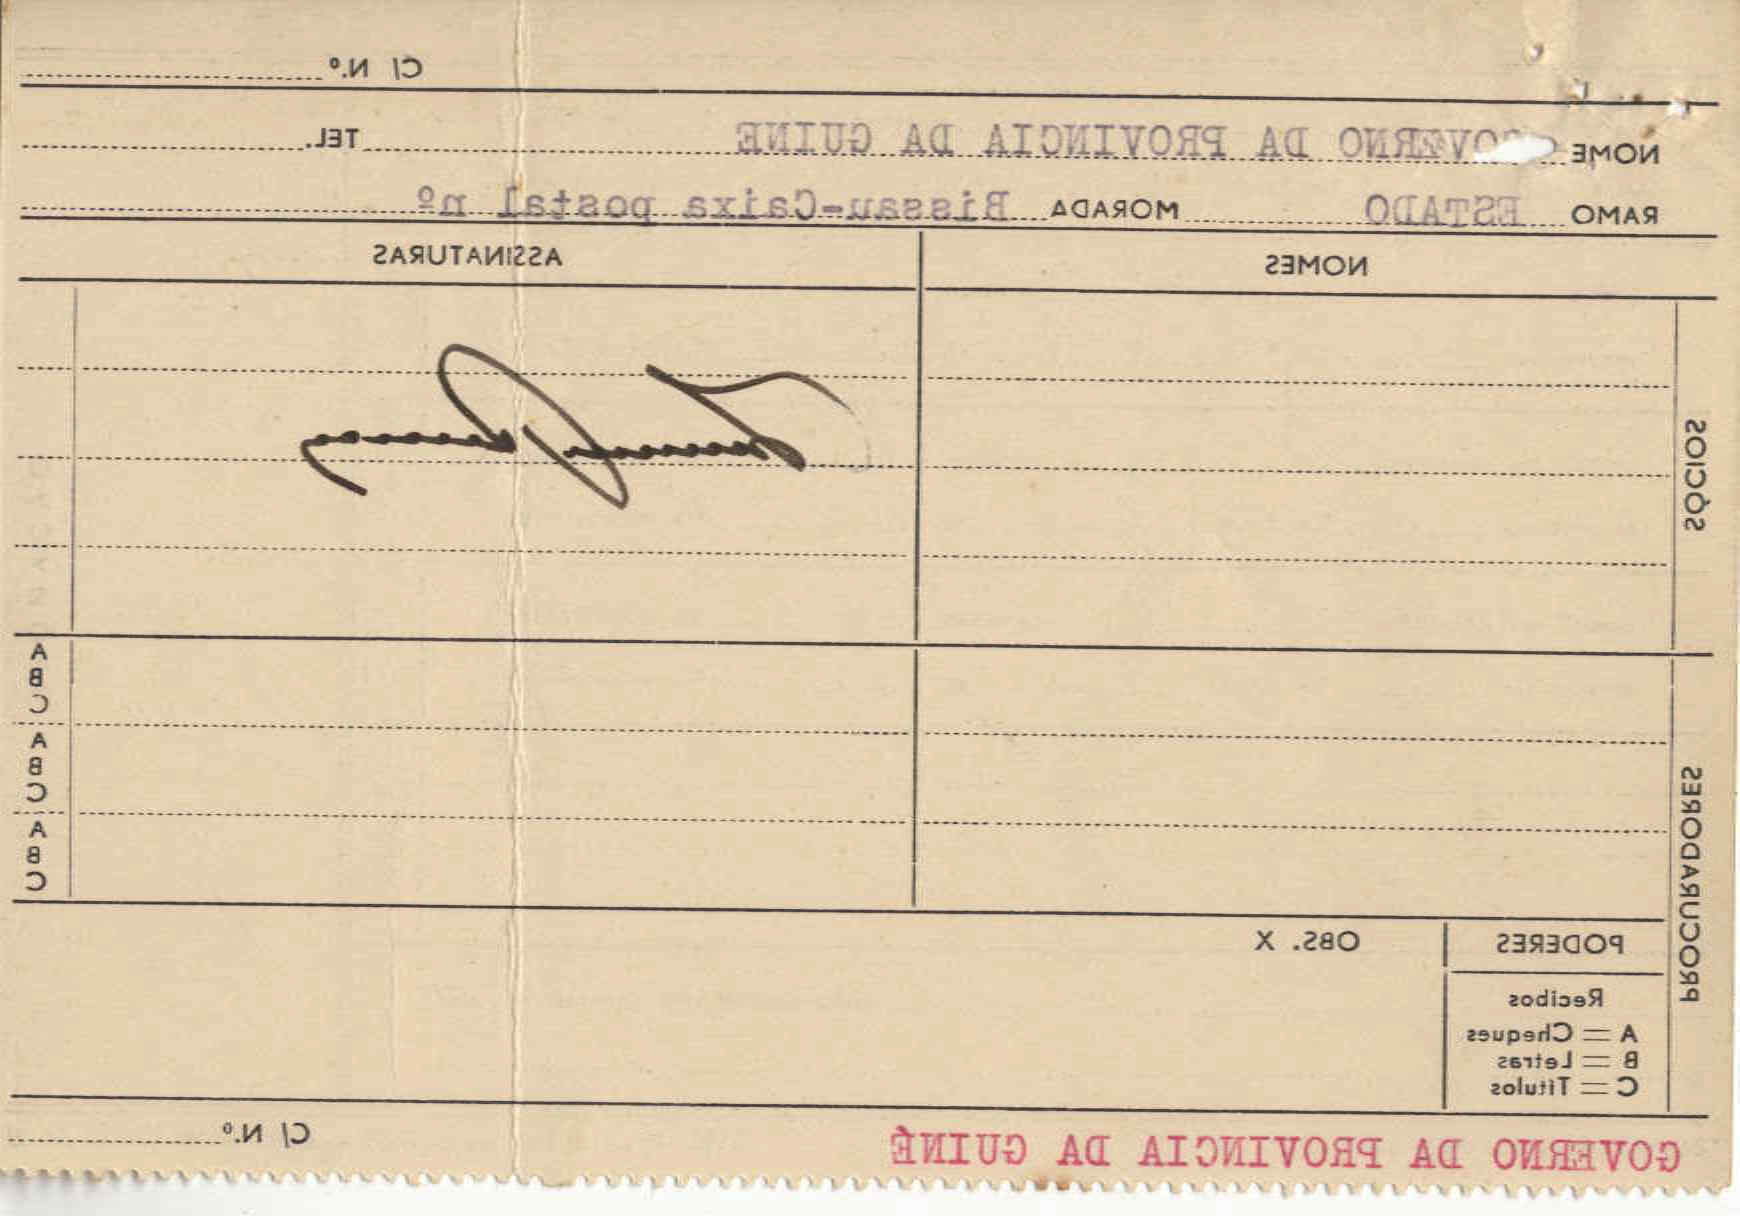 C/ N.º
NOME GOVERNO DA PROVINCIA DA GUINE TEL.
RAMO ESTADO MORADA Bissau-Caixa postal nº
NOMES ASSINATURAS
SÓCIOS
PROCURADORES
A
B
C
A
B
C
A
B
C
PODERES OBS. X
Recibos
A = Cheques
B = Letras
C = Títulos
GOVERNO DA PROVINCIA DA GUINÉ C/ N.º